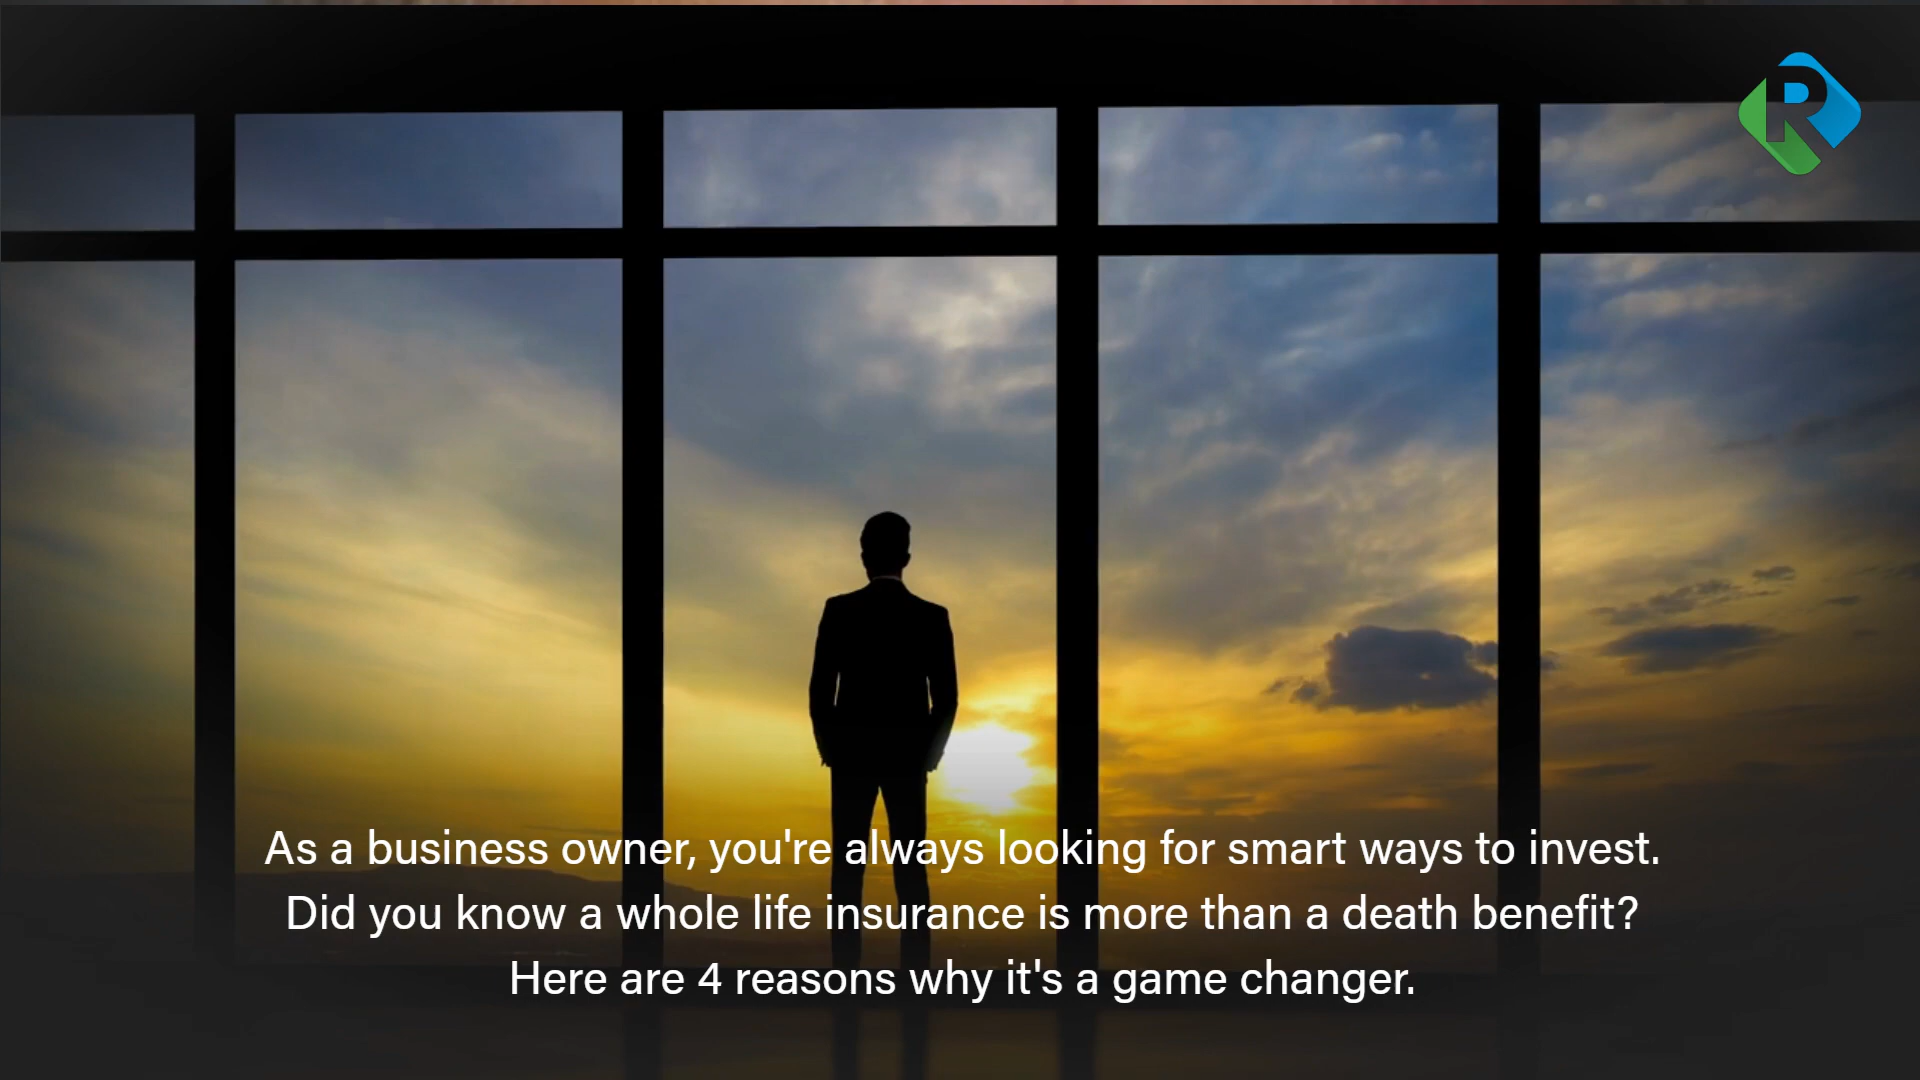 R
As a business owner, you're always looking for smart ways to invest.
Did you know a whole life insurance is more than a death benefit?
Here are 4 reasons why it's a game changer.